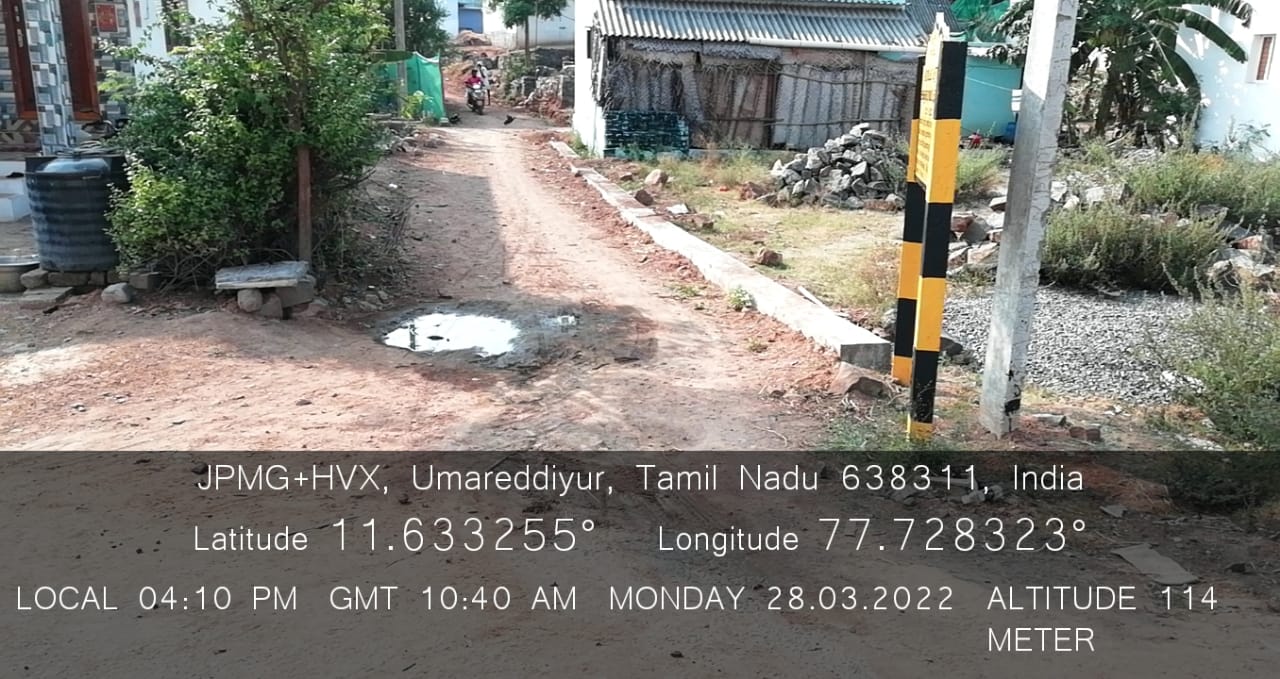 JPMG+HVX, Umareddiyur, Tamil Nadu 638311, India
Latitude 11.633255° Longitude 77.728323°
LOCAL 04:10 PM GMT 10:40 AM MONDAY 28.03.2022 ALTITUDE 114
METER